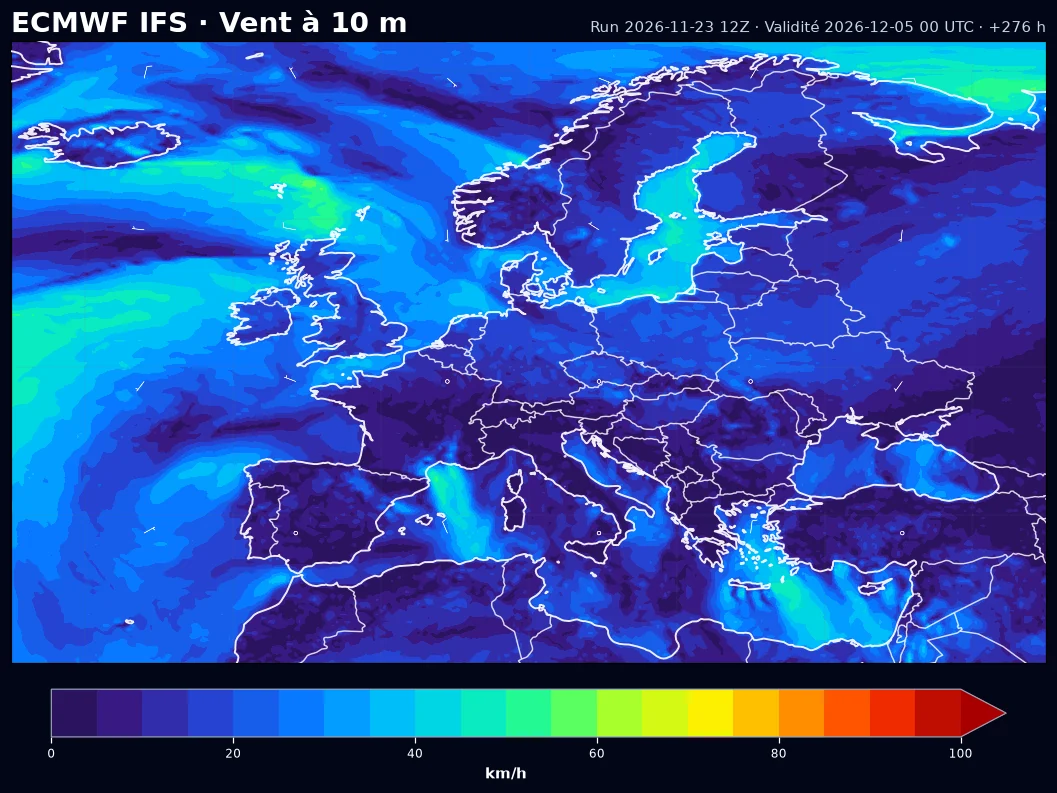 ECMWF IFS · Vent à 10 m
Run 2026-11-23 12Z · Validité 2026-12-05 00 UTC · +276 h
0 20 40 60 80 100
km/h